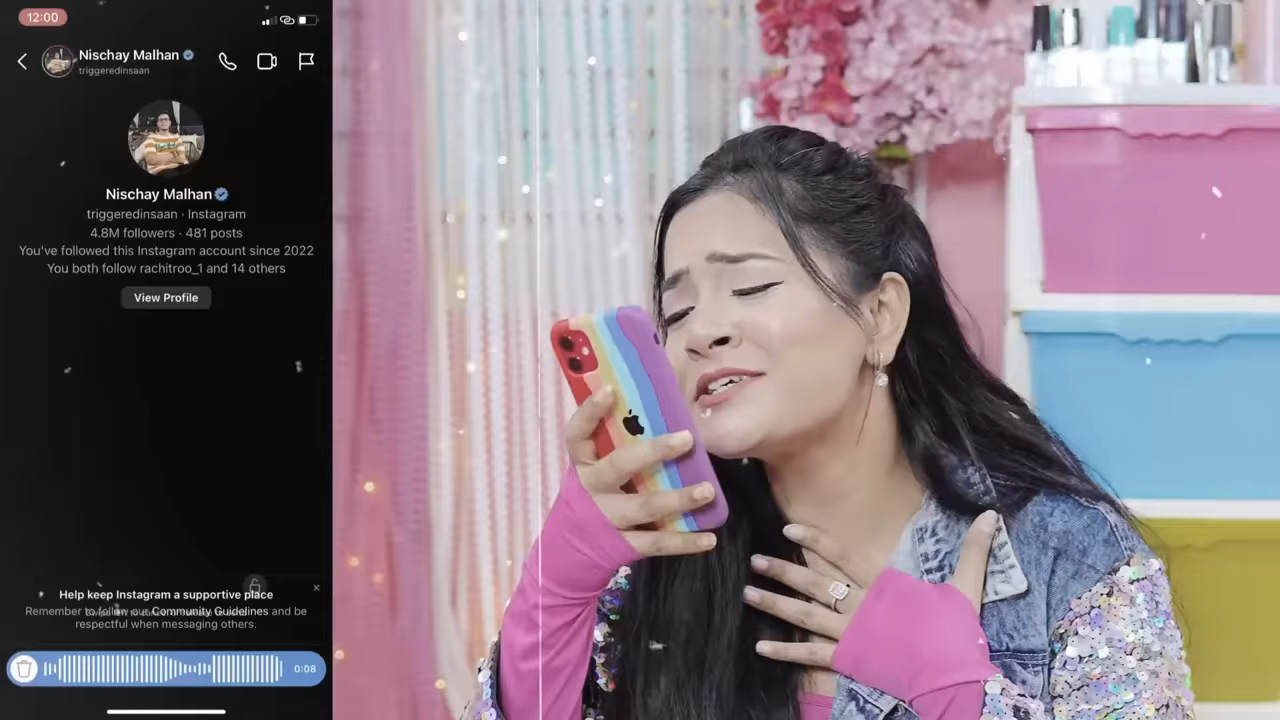 12:00
Nischay Malhan
triggeredinsaan
Nischay Malhan
triggeredinsaan · Instagram
4.8M followers · 481 posts
You've followed this Instagram account since 2022
You both follow rachitroo_1 and 14 others
View Profile
Help keep Instagram a supportive place
Remember to follow our Community Guidelines and be
respectful when messaging others.
0:08